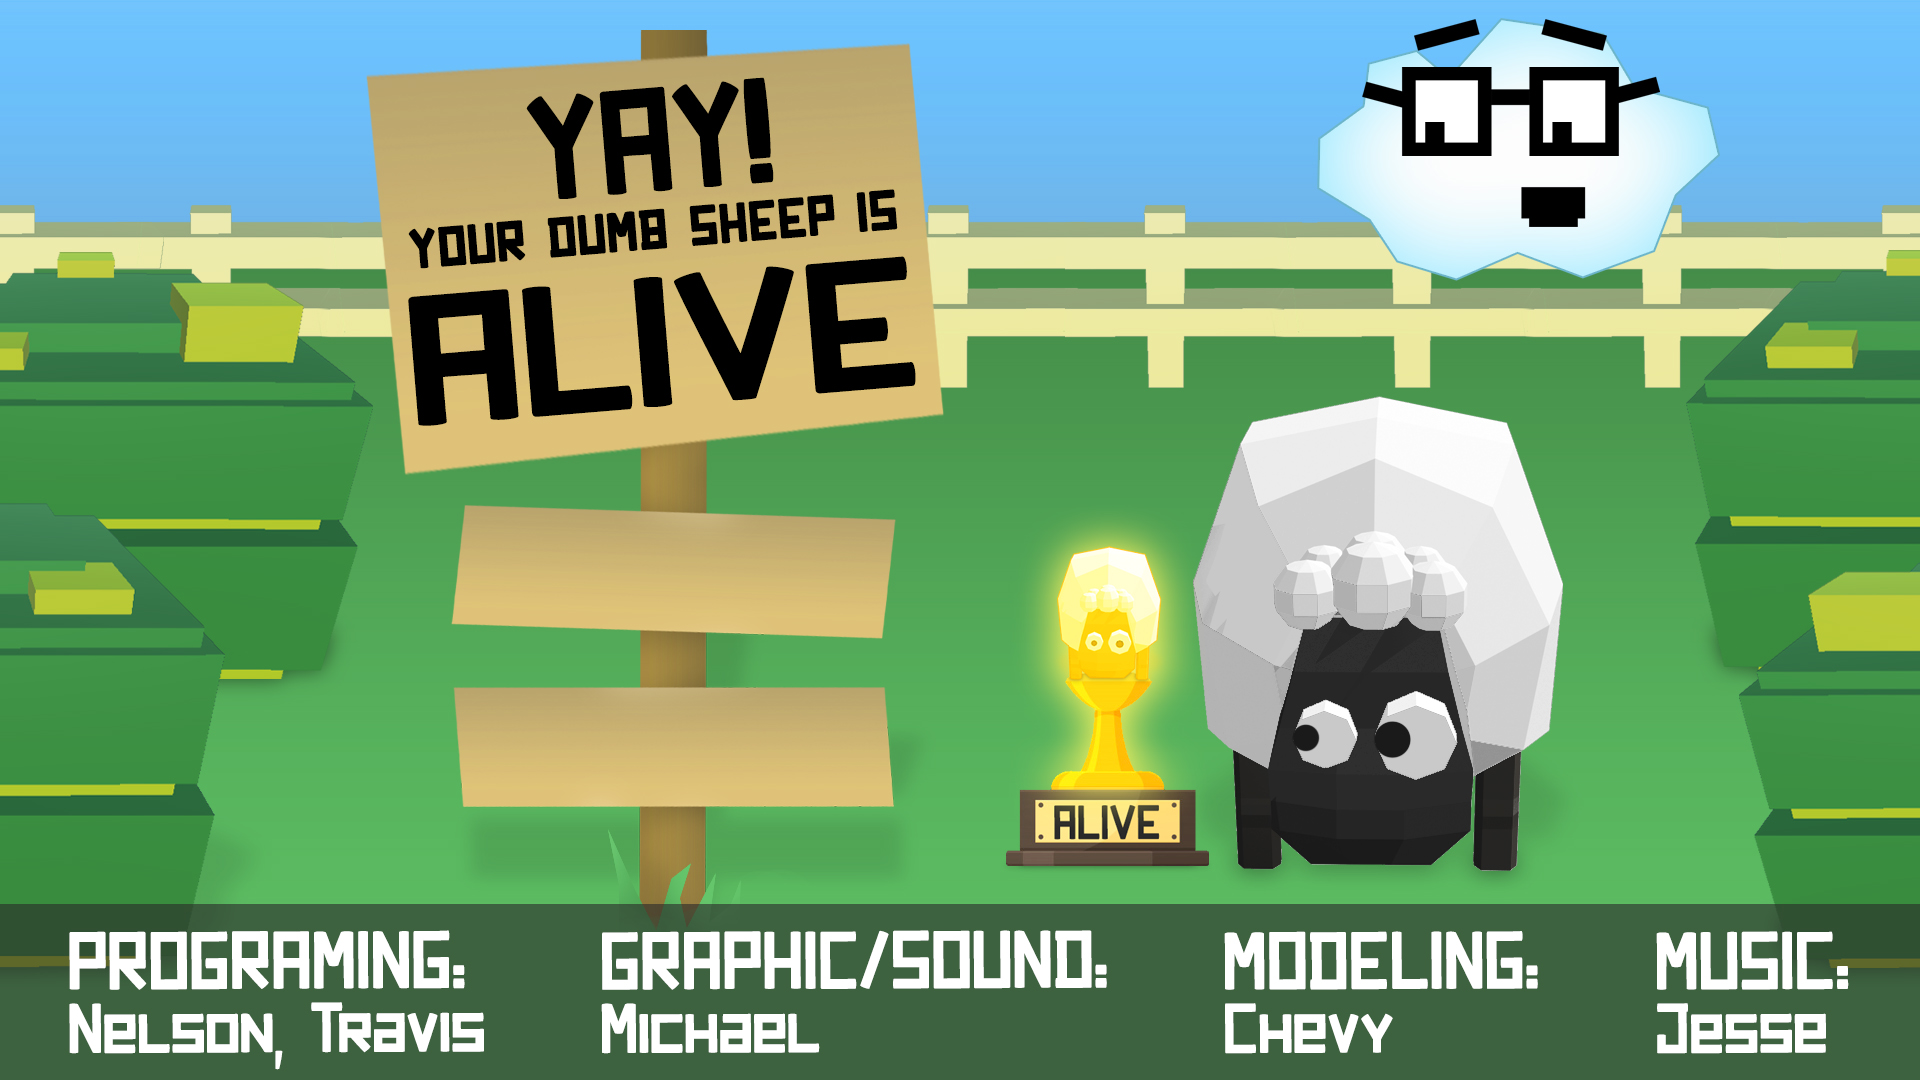 YAY!
YOUR DUMB SHEEP IS
ALIVE
ALIVE
PROGRAMING:
Nelson, Travis
GRAPHIC/SOUND:
Michael
MODELING:
Chevy
MUSIC:
Jesse